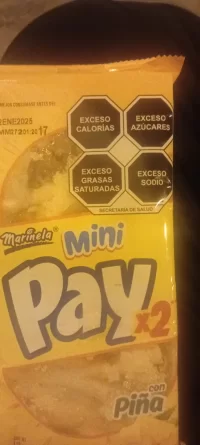 EXCESO
CALORÍAS
EXCESO
AZÚCARES
EXCESO
GRASAS
SATURADAS
EXCESO
SODIO
SECRETARÍA DE SALUD
Marinela
Mini
Pay
x2
con
Piña